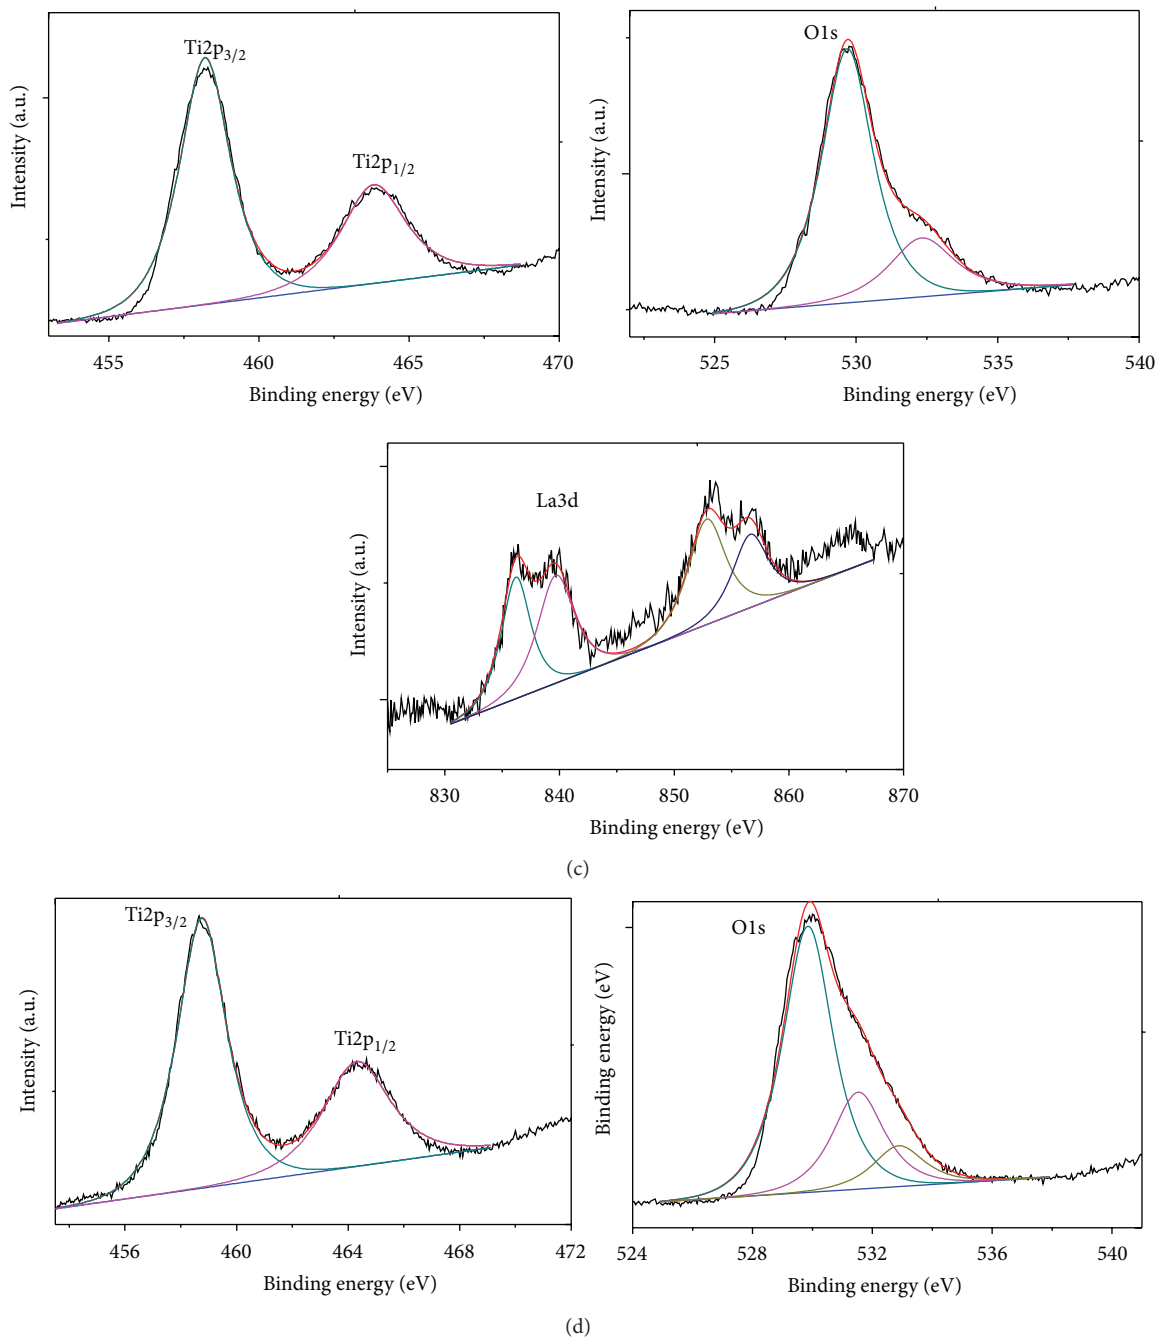 Ti2p3/2
Ti2p1/2
Intensity (a.u.)
455 460 465 470
Binding energy (eV)
O1s
Intensity (a.u.)
525 530 535 540
Binding energy (eV)
La3d
Intensity (a.u.)
830 840 850 860 870
Binding energy (eV)
(c)
Ti2p3/2
Ti2p1/2
Intensity (a.u.)
456 460 464 468 472
Binding energy (eV)
O1s
Binding energy (eV)
524 528 532 536 540
Binding energy (eV)
(d)